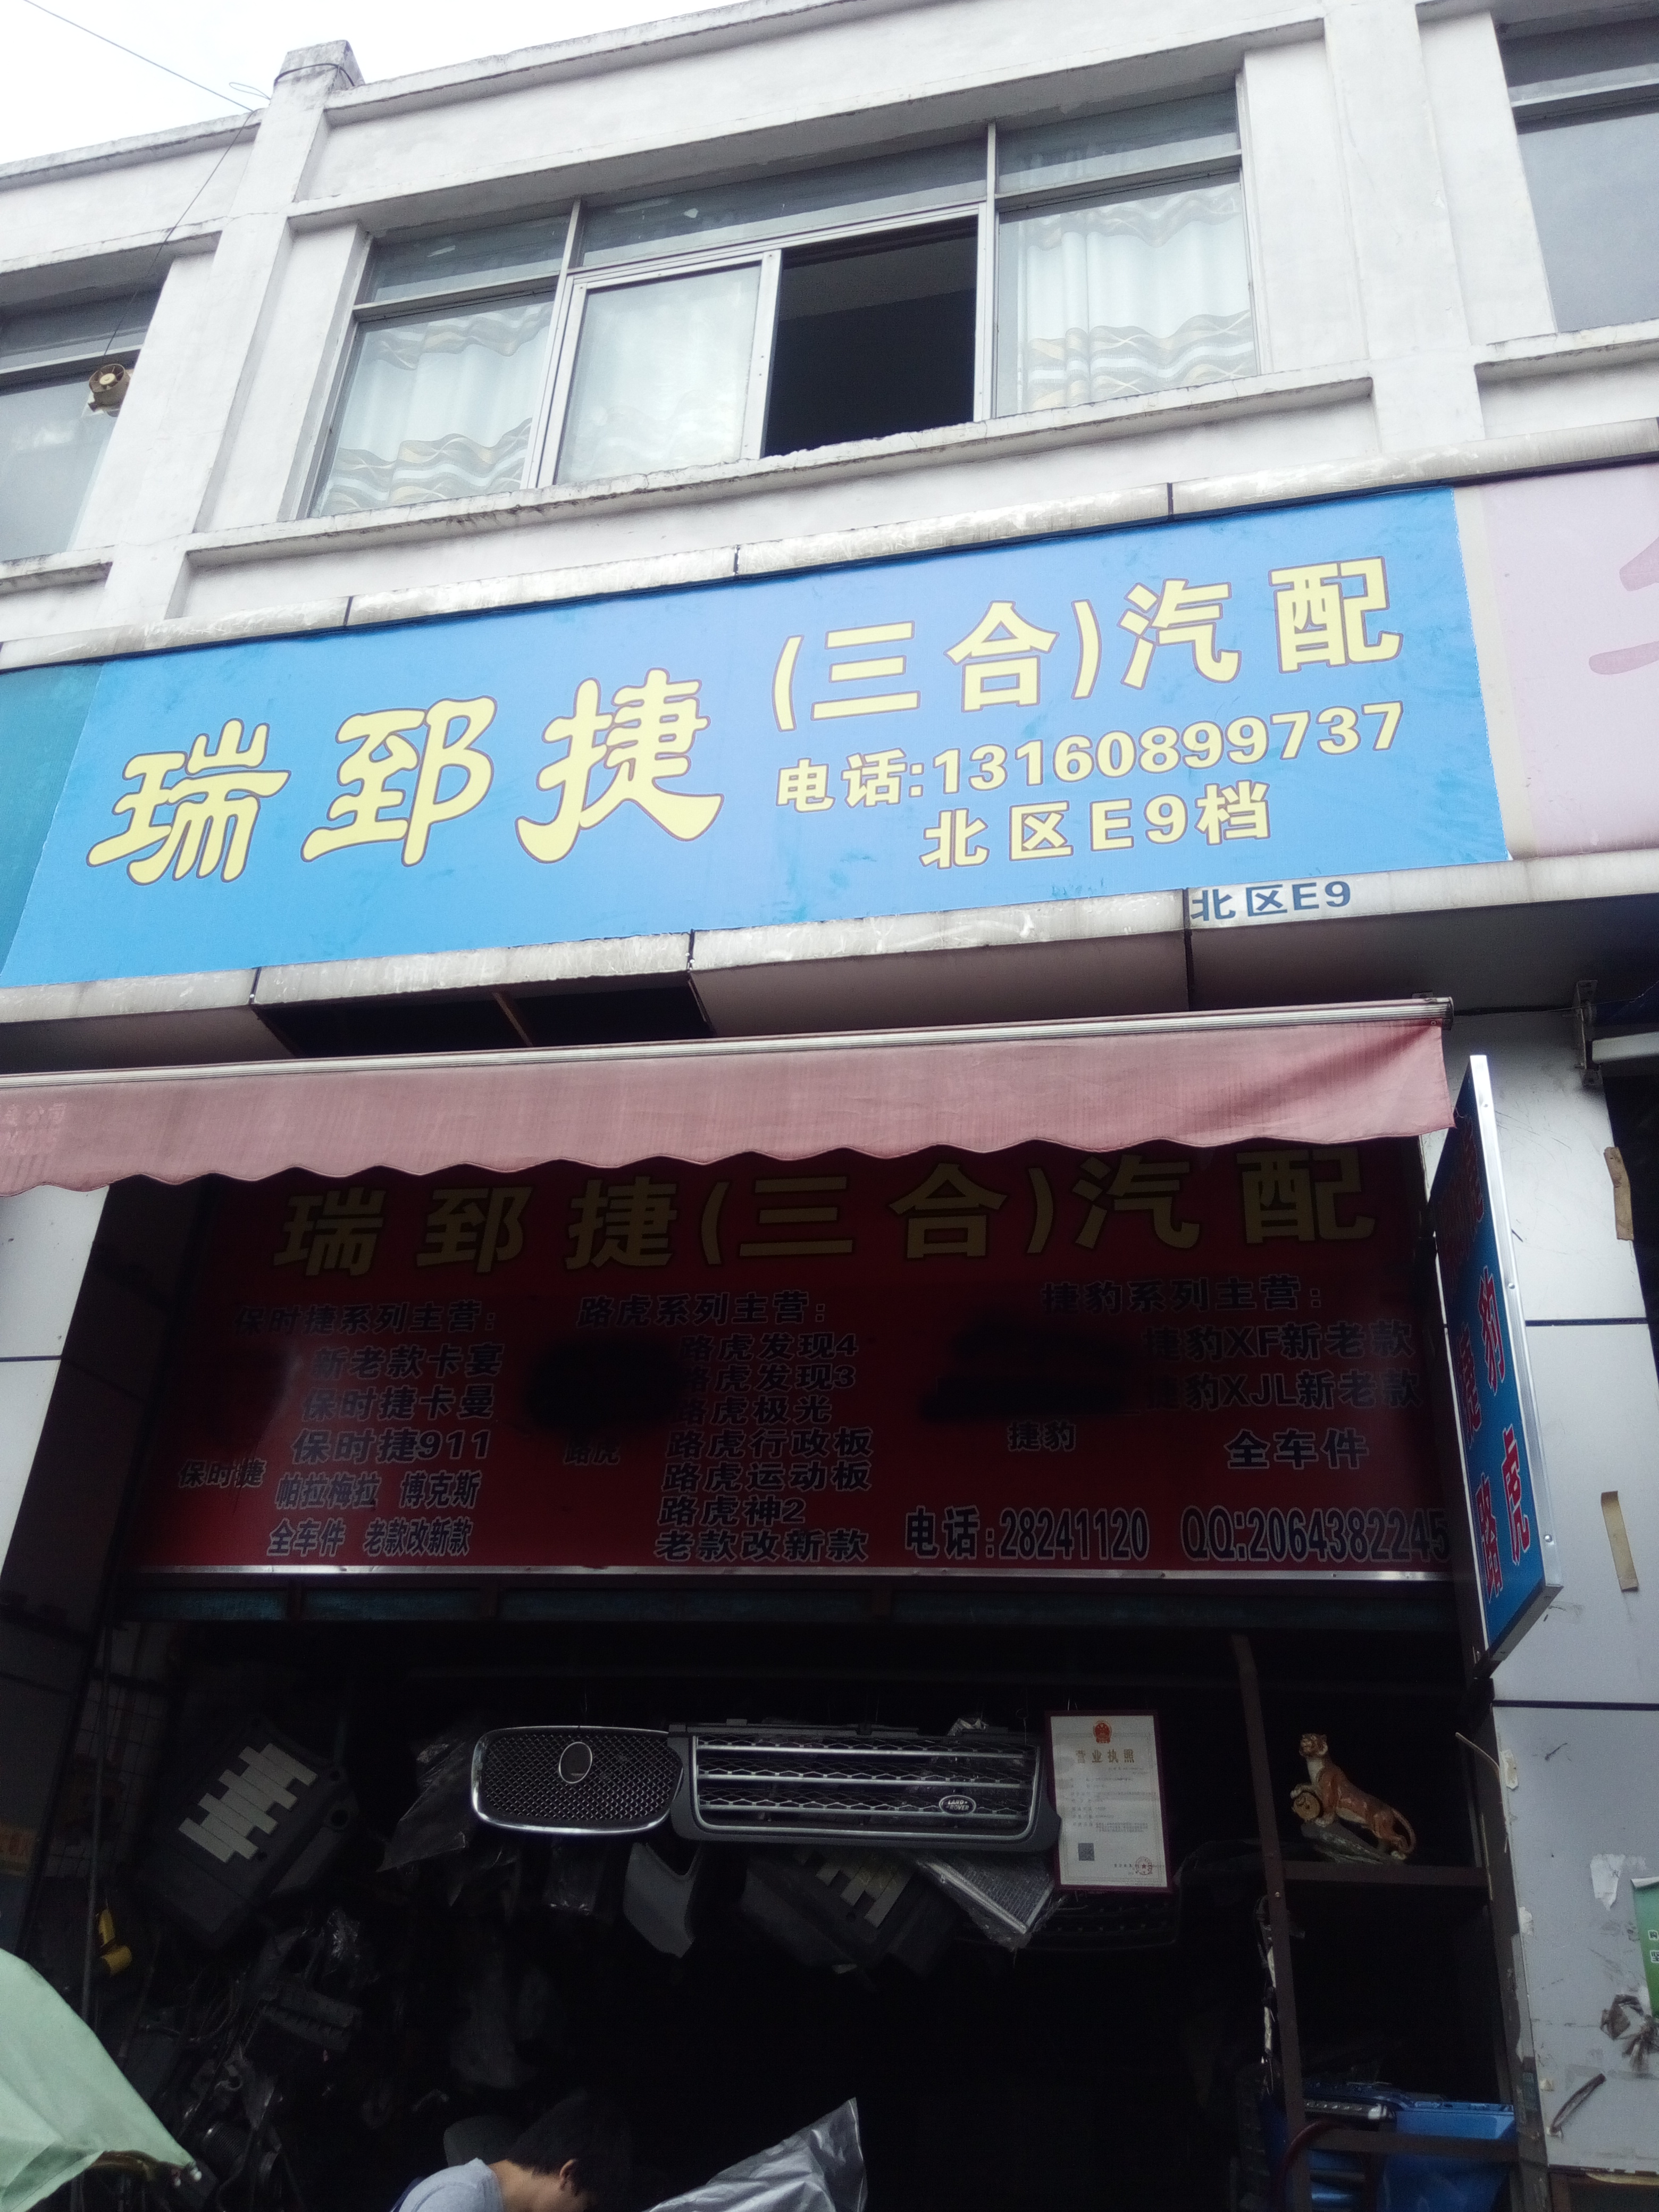 瑞郅捷 (三合)汽配
电话:13160899737
北区E9档
北区E9
瑞郅捷(三合)汽配
保时捷系列主营:
新老款卡宴
保时捷卡曼
保时捷911
保时捷
帕拉梅拉 博克斯
全车件 老款改新款
路虎系列主营:
路虎发现4
路虎发现3
路虎极光
路虎
路虎行政板
路虎运动板
路虎神2
老款改新款
捷豹系列主营:
捷豹XF新老款
捷豹XJL新老款
捷豹
全车件
电话:28241120 QQ:2064382245
捷豹
路虎
LAND ROVER
营业执照